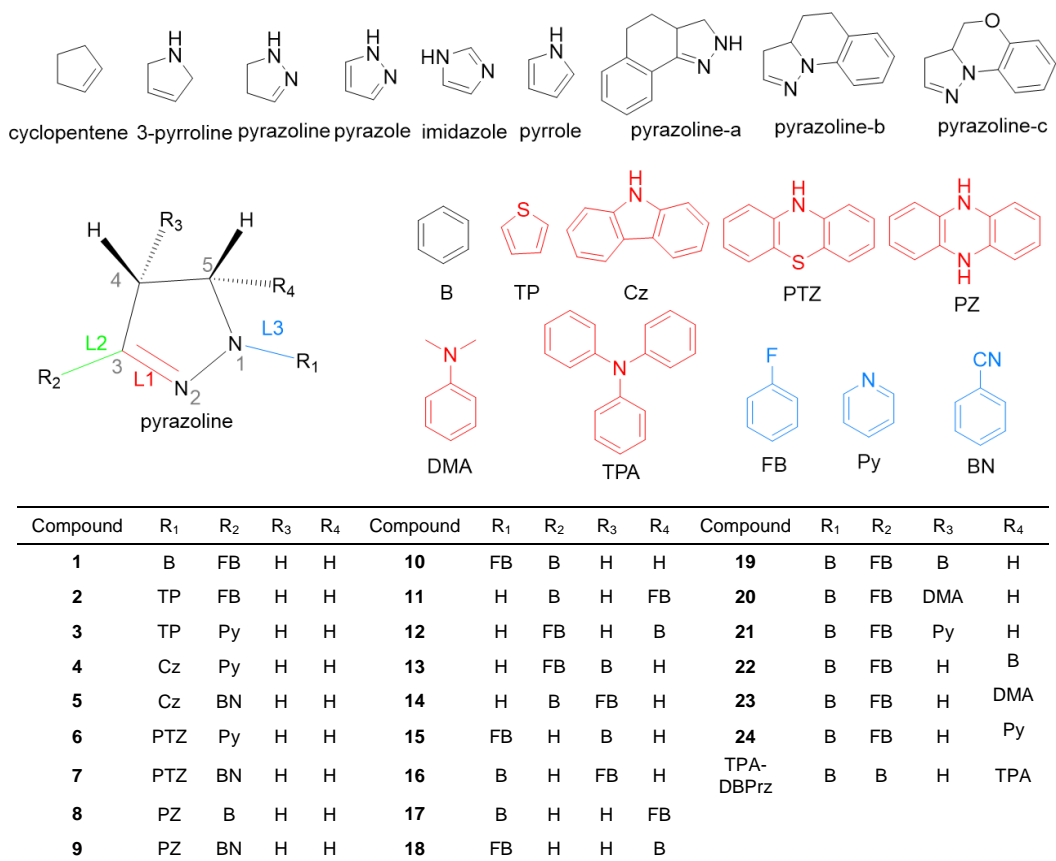 H
N
H
N
N
H
N
N
HN
N
H
N
NH
N
N
N
O
N
N
cyclopentene 3-pyrroline pyrazoline pyrazole imidazole pyrrole pyrazoline-a pyrazoline-b pyrazoline-c
H R3 H
4 5 R4
L2 L3
3 N 1 R1
R2 L1 N 2
pyrazoline
S
H
N
H
N
S
H
N
N
H
B TP Cz PTZ PZ
N
N
F
N
CN
DMA TPA FB Py BN
Compound R1 R2 R3 R4 Compound R1 R2 R3 R4 Compound R1 R2 R3 R4
1 B FB H H 10 FB B H H 19 B FB B H
2 TP FB H H 11 H B H FB 20 B FB DMA H
3 TP Py H H 12 H FB H B 21 B FB Py H
4 Cz Py H H 13 H FB B H 22 B FB H B
5 Cz BN H H 14 H B FB H 23 B FB H DMA
6 PTZ Py H H 15 FB H B H 24 B FB H Py
7 PTZ BN H H 16 B H FB H TPA-DBPrz B B H TPA
8 PZ B H H 17 B H H FB
9 PZ BN H H 18 FB H H B